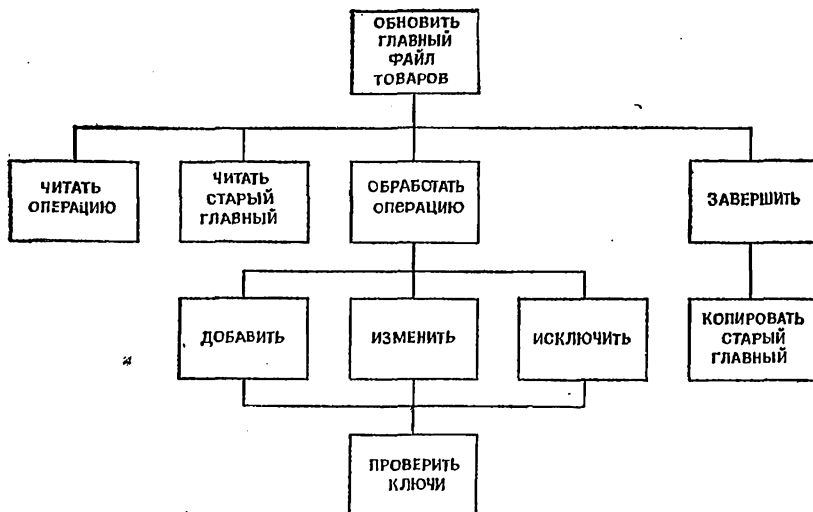 ОБНОВИТЬ
ГЛАВНЫЙ
ФАЙЛ
ТОВАРОВ
ЧИТАТЬ
ОПЕРАЦИЮ
ЧИТАТЬ
СТАРЫЙ
ГЛАВНЫЙ
ОБРАБОТАТЬ
ОПЕРАЦИЮ
ЗАВЕРШИТЬ
ДОБАВИТЬ
ИЗМЕНИТЬ
ИСКЛЮЧИТЬ
КОПИРОВАТЬ
СТАРЫЙ
ГЛАВНЫЙ
ПРОВЕРИТЬ
КЛЮЧИ